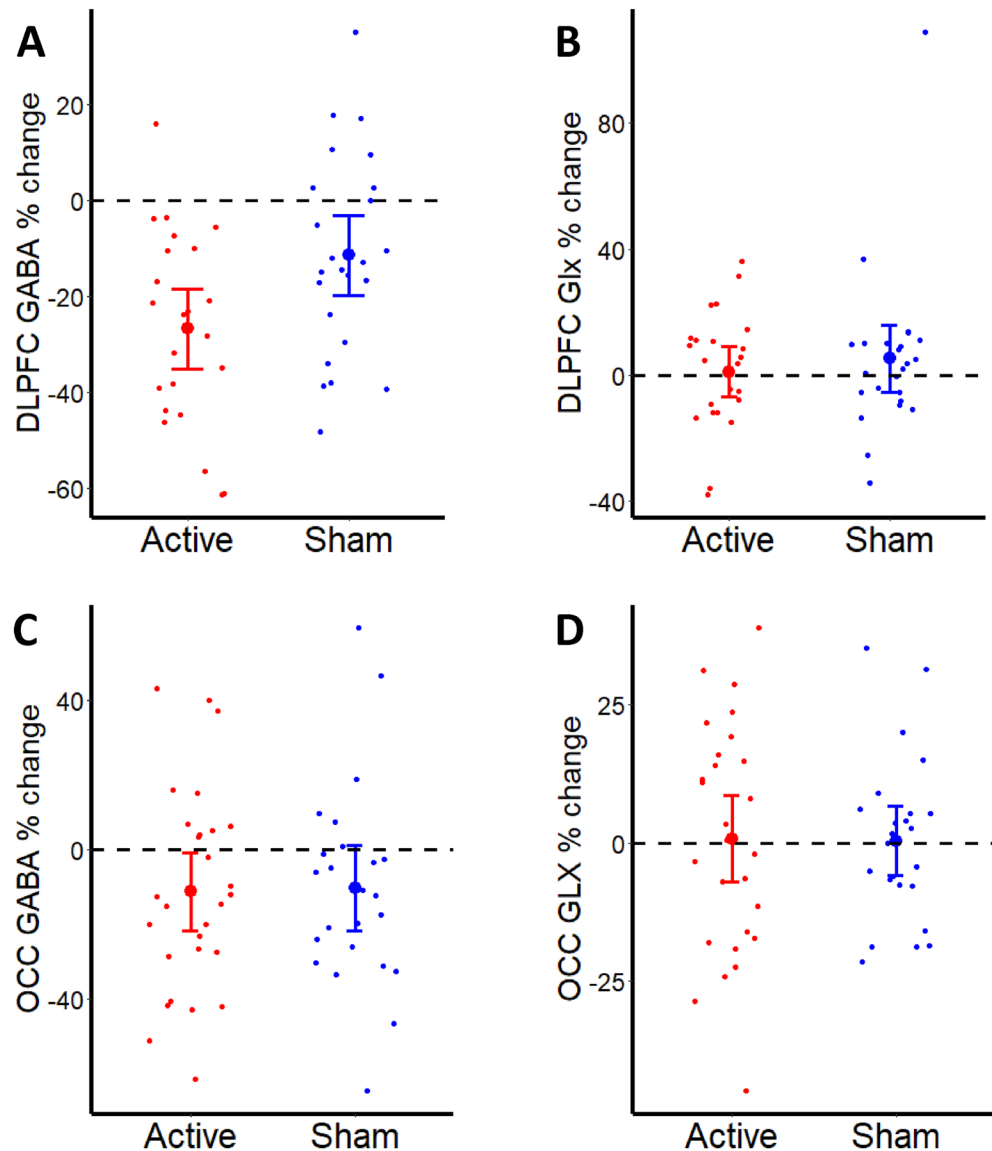 A
DLPFC GABA % change
20
0
-20
-40
-60
Active Sham
B
DLPFC Glx % change
80
40
0
-40
Active Sham
C
OCC GABA % change
40
0
-40
Active Sham
D
OCC GLX % change
25
0
-25
Active Sham